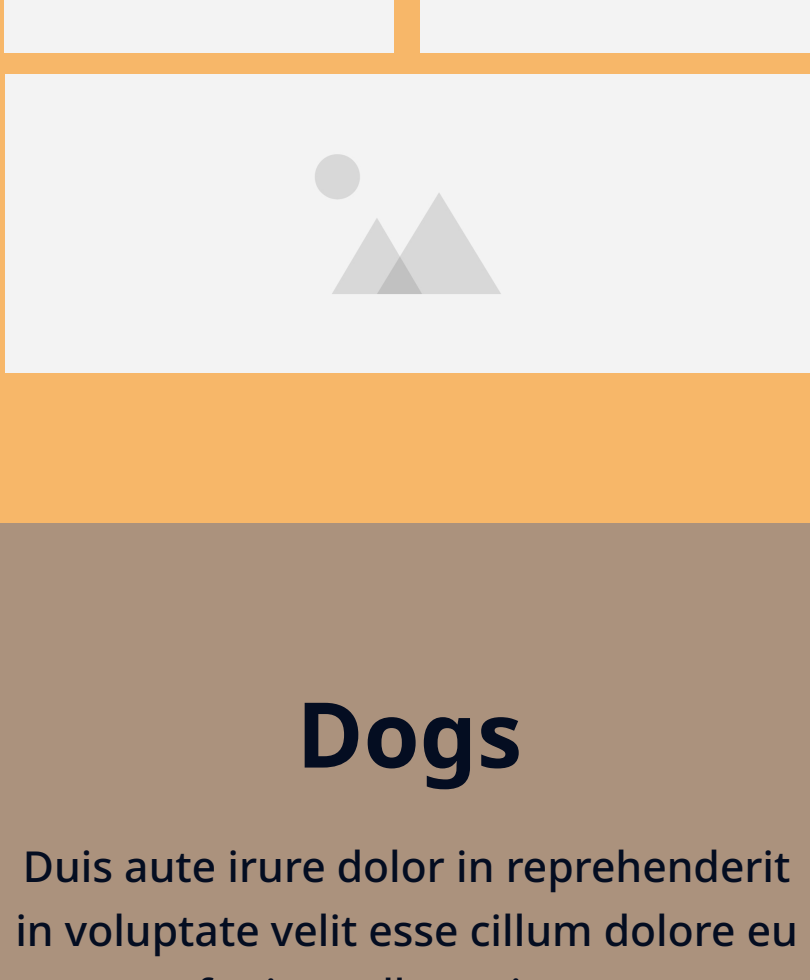 Dogs
Duis aute irure dolor in reprehenderit
in voluptate velit esse cillum dolore eu